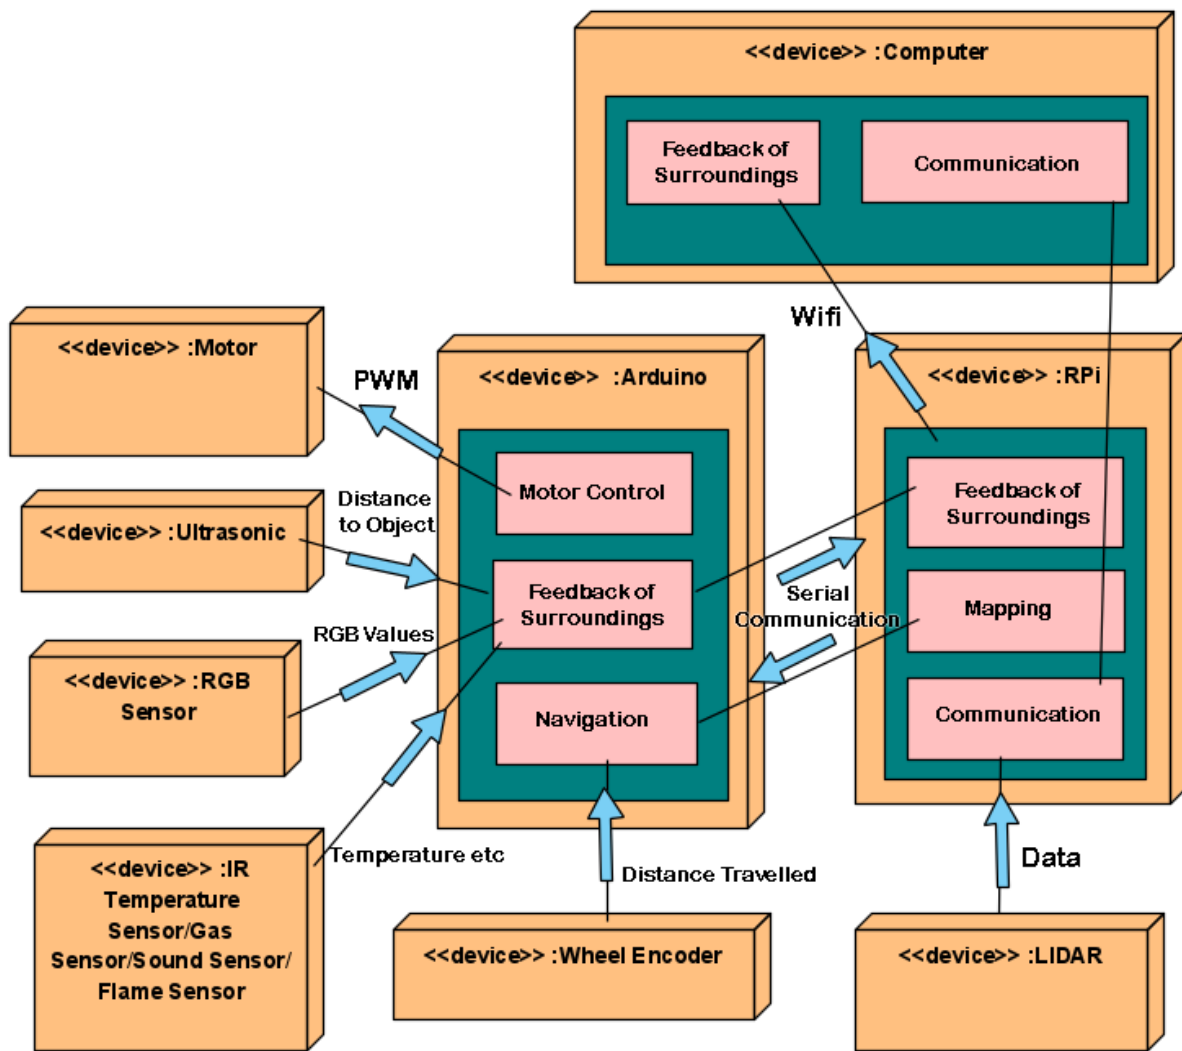 <<device>> :Computer
Feedback of
Surroundings
Communication
Wifi
<<device>> :Motor
PWM
<<device>> :Arduino
<<device>> :RPi
Motor Control
Feedback of
Surroundings
Distance
to Object
<<device>> :Ultrasonic
Feedback of
Surroundings
Serial
Communication
Mapping
RGB Values
<<device>> :RGB
Sensor
Navigation
Communication
Temperature etc
Distance Travelled
Data
<<device>> :IR
Temperature
Sensor/Gas
Sensor/Sound Sensor/
Flame Sensor
<<device>> :Wheel Encoder
<<device>> :LIDAR